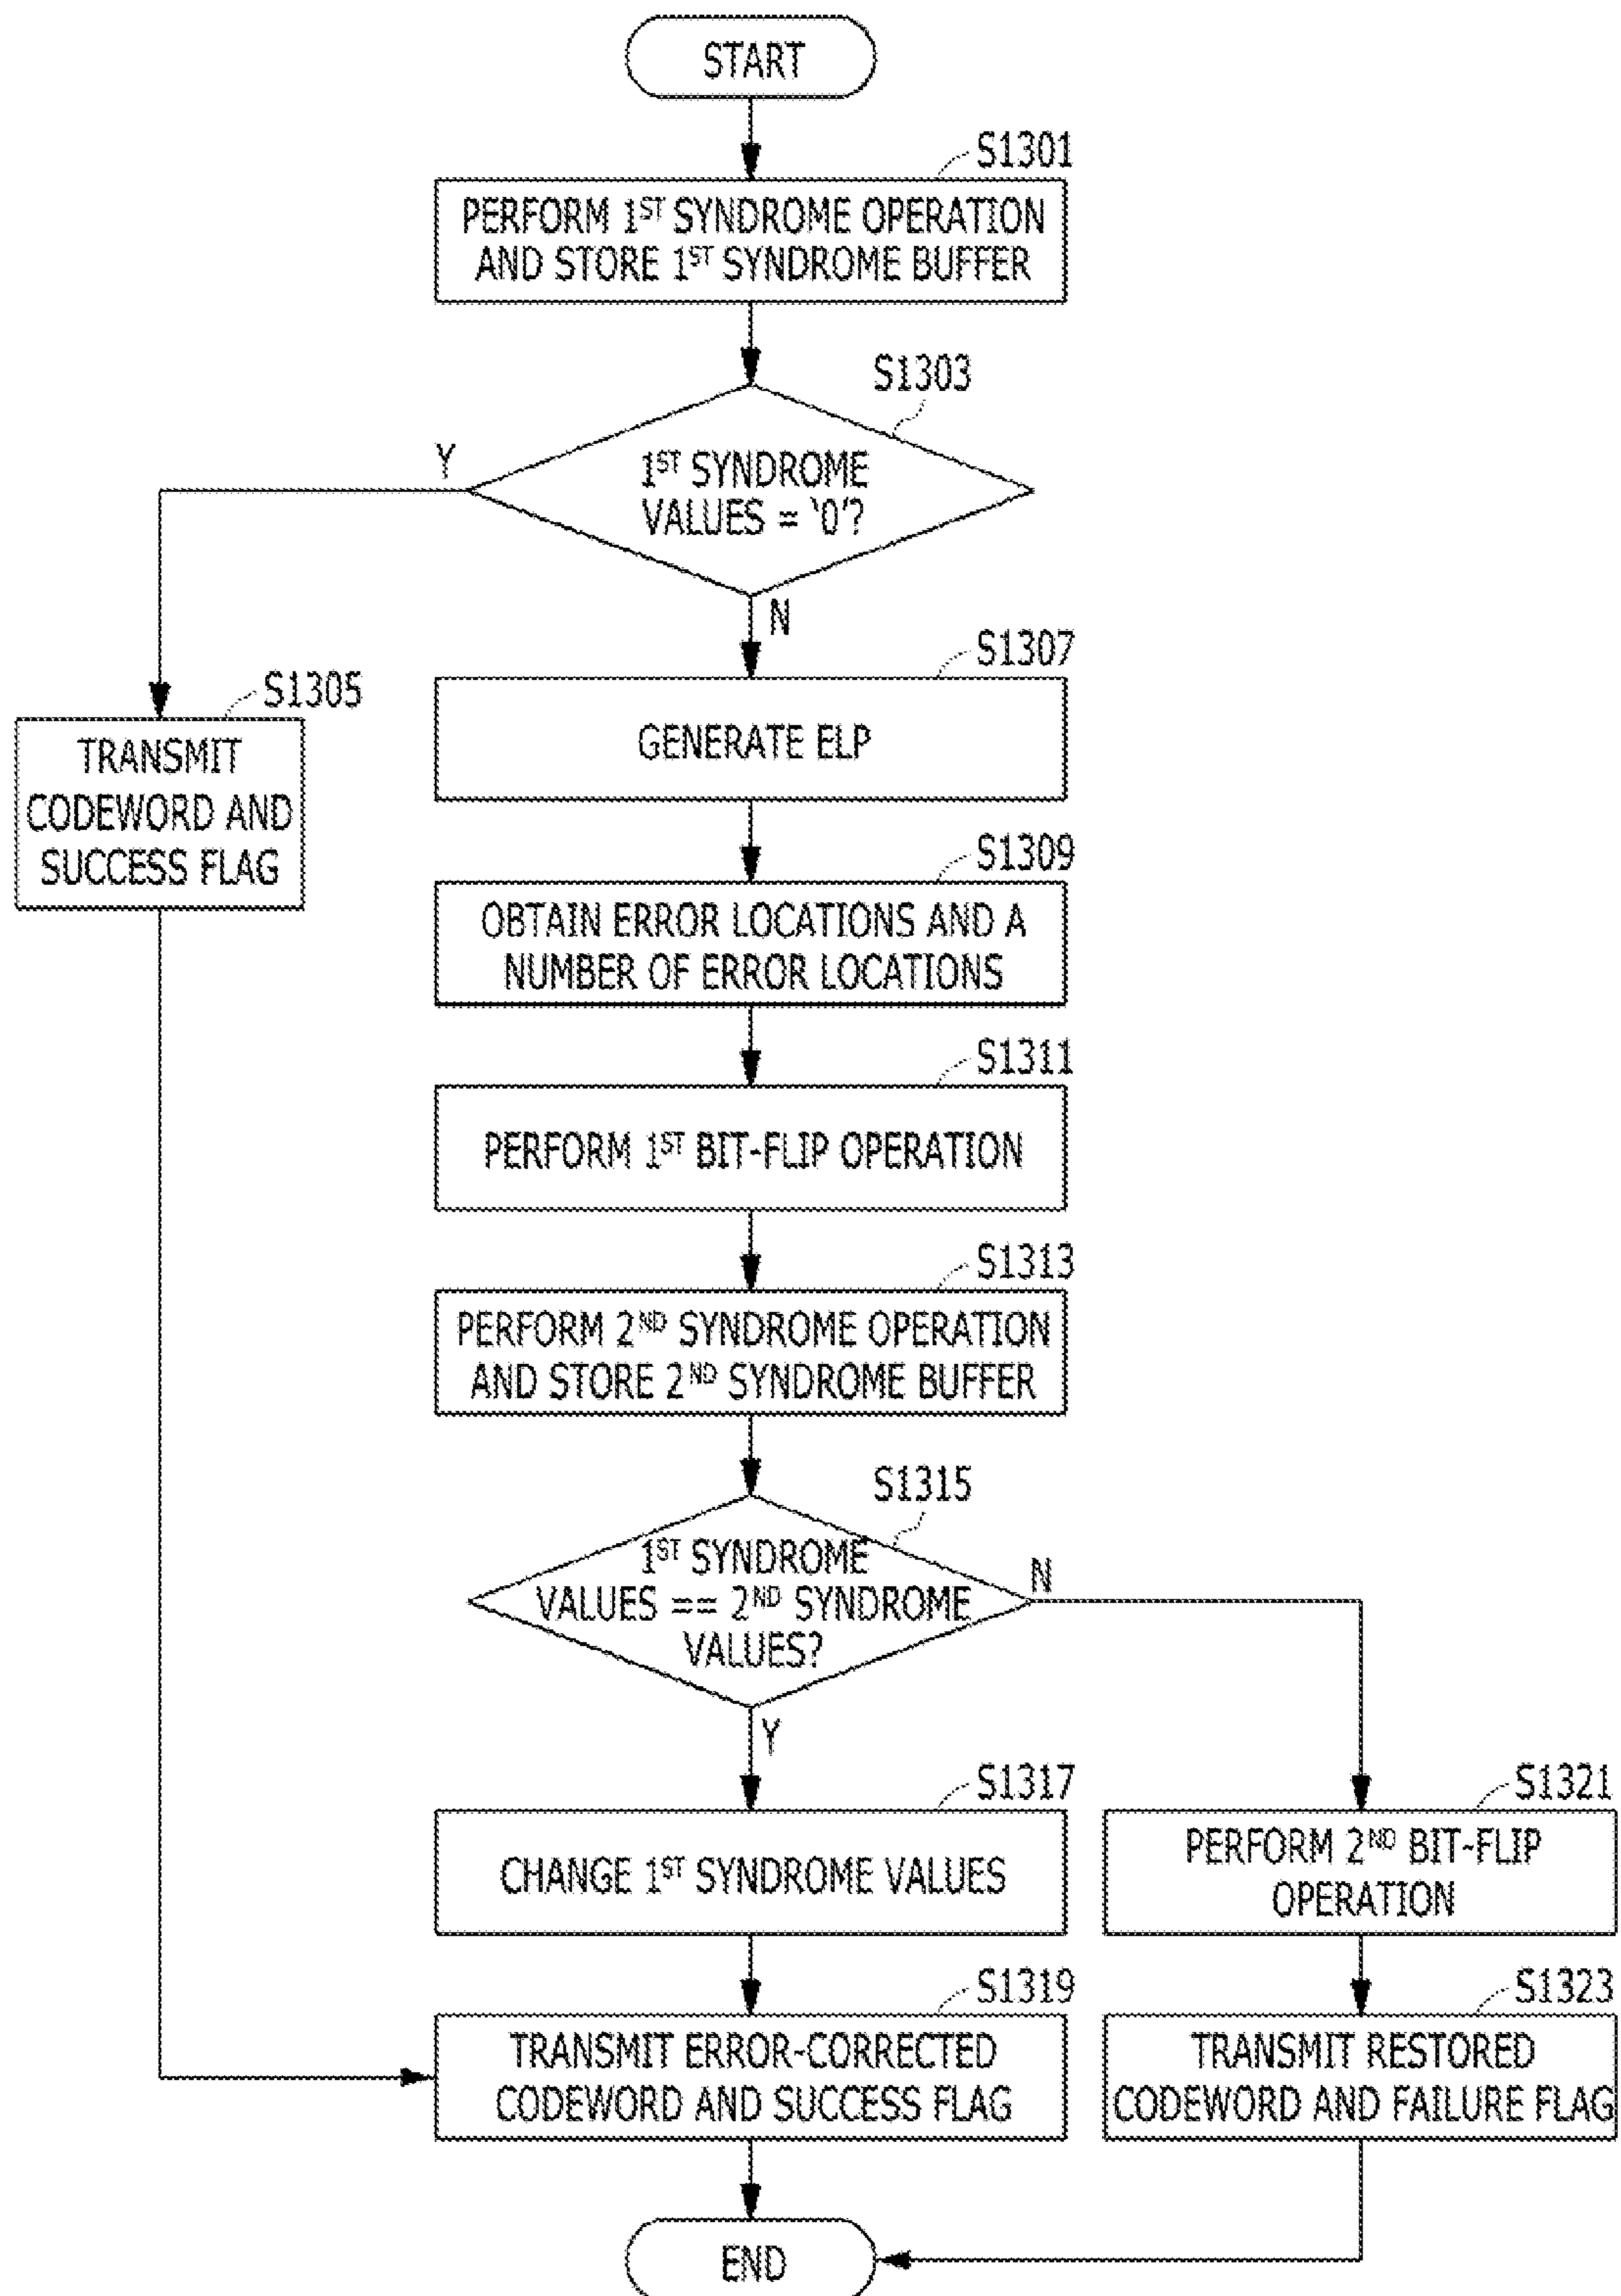 START
S1301
PERFORM 1ST SYNDROME OPERATION
AND STORE 1ST SYNDROME BUFFER
S1303
1ST SYNDROME
VALUES = ‘0’?
Y
N
S1305
TRANSMIT
CODEWORD AND
SUCCESS FLAG
S1307
GENERATE ELP
S1309
OBTAIN ERROR LOCATIONS AND A
NUMBER OF ERROR LOCATIONS
S1311
PERFORM 1ST BIT-FLIP OPERATION
S1313
PERFORM 2ND SYNDROME OPERATION
AND STORE 2ND SYNDROME BUFFER
S1315
1ST SYNDROME
VALUES == 2ND SYNDROME
VALUES?
N
Y
S1317
CHANGE 1ST SYNDROME VALUES
S1321
PERFORM 2ND BIT-FLIP
OPERATION
S1319
TRANSMIT ERROR-CORRECTED
CODEWORD AND SUCCESS FLAG
S1323
TRANSMIT RESTORED
CODEWORD AND FAILURE FLAG
END